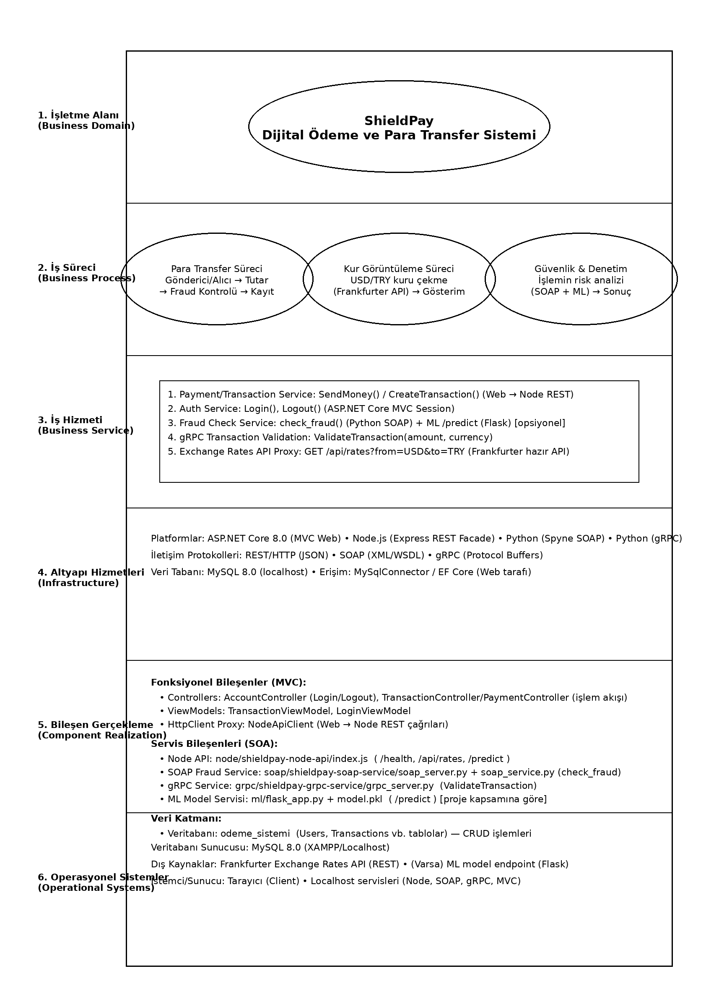 1. İşletme Alanı
(Business Domain)
ShieldPay
Dijital Ödeme ve Para Transfer Sistemi
2. İş Süreci
(Business Process)
Para Transfer Süreci
Gönderici/Alıcı → Tutar
→ Fraud Kontrolü → Kayıt
Kur Görüntüleme Süreci
USD/TRY kuru çekme
(Frankfurter API) → Gösterim
Güvenlik & Denetim
İşlemin risk analizi
(SOAP + ML) → Sonuç
3. İş Hizmeti
(Business Service)
1. Payment/Transaction Service: SendMoney() / CreateTransaction() (Web → Node REST)
2. Auth Service: Login(), Logout() (ASP.NET Core MVC Session)
3. Fraud Check Service: check_fraud() (Python SOAP) + ML /predict (Flask) [opsiyonel]
4. gRPC Transaction Validation: ValidateTransaction(amount, currency)
5. Exchange Rates API Proxy: GET /api/rates?from=USD&to=TRY (Frankfurter hazır API)
4. Altyapı Hizmetleri
(Infrastructure)
Platformlar: ASP.NET Core 8.0 (MVC Web) • Node.js (Express REST Facade) • Python (Spyne SOAP) • Python (gRPC)
İletişim Protokolleri: REST/HTTP (JSON) • SOAP (XML/WSDL) • gRPC (Protocol Buffers)
Veri Tabanı: MySQL 8.0 (localhost) • Erişim: MySqlConnector / EF Core (Web tarafı)
5. Bileşen Gerçekleme
(Component Realization)
Fonksiyonel Bileşenler (MVC):
• Controllers: AccountController (Login/Logout), TransactionController/PaymentController (işlem akışı)
• ViewModels: TransactionViewModel, LoginViewModel
• HttpClient Proxy: NodeApiClient (Web → Node REST çağrıları)
Servis Bileşenleri (SOA):
• Node API: node/shieldpay-node-api/index.js  ( /health, /api/rates, /predict )
• SOAP Fraud Service: soap/shieldpay-soap-service/soap_server.py + soap_service.py (check_fraud)
• gRPC Service: grpc/shieldpay-grpc-service/grpc_server.py  (ValidateTransaction)
• ML Model Servisi: ml/flask_app.py + model.pkl  ( /predict ) [proje kapsamına göre]
Veri Katmanı:
• Veritabanı: odeme_sistemi  (Users, Transactions vb. tablolar) — CRUD işlemleri
6. Operasyonel Sistemler
(Operational Systems)
Veritabanı Sunucusu: MySQL 8.0 (XAMPP/Localhost)
Dış Kaynaklar: Frankfurter Exchange Rates API (REST) • (Varsa) ML model endpoint (Flask)
İstemci/Sunucu: Tarayıcı (Client) • Localhost servisleri (Node, SOAP, gRPC, MVC)